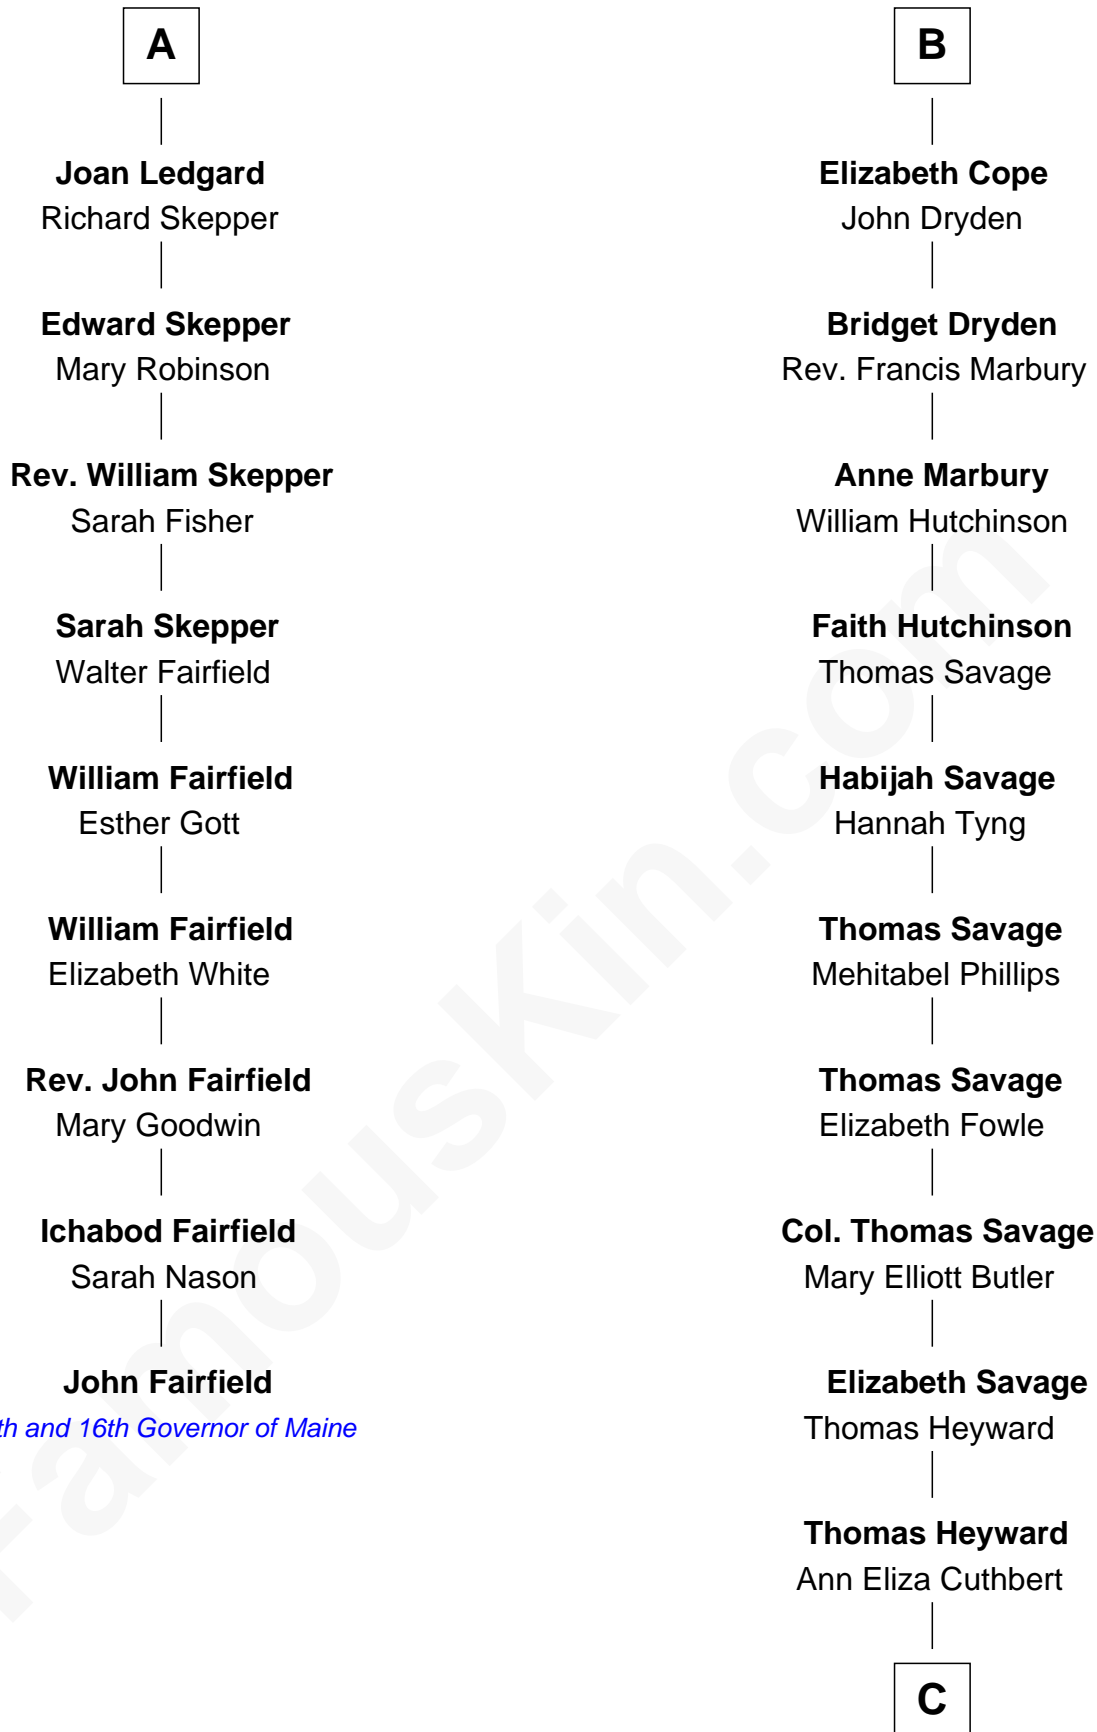 A
Joan Ledgard
Richard Skepper
Edward Skepper
Mary Robinson
Rev. William Skepper
Sarah Fisher
Sarah Skepper
Walter Fairfield
William Fairfield
Esther Gott
William Fairfield
Elizabeth White
Rev. John Fairfield
Mary Goodwin
Ichabod Fairfield
Sarah Nason
John Fairfield
th and 16th Governor of Maine
B
Elizabeth Cope
John Dryden
Bridget Dryden
Rev. Francis Marbury
Anne Marbury
William Hutchinson
Faith Hutchinson
Thomas Savage
Habijah Savage
Hannah Tyng
Thomas Savage
Mehitabel Phillips
Thomas Savage
Elizabeth Fowle
Col. Thomas Savage
Mary Elliott Butler
Elizabeth Savage
Thomas Heyward
Thomas Heyward
Ann Eliza Cuthbert
C
FamousKin.com